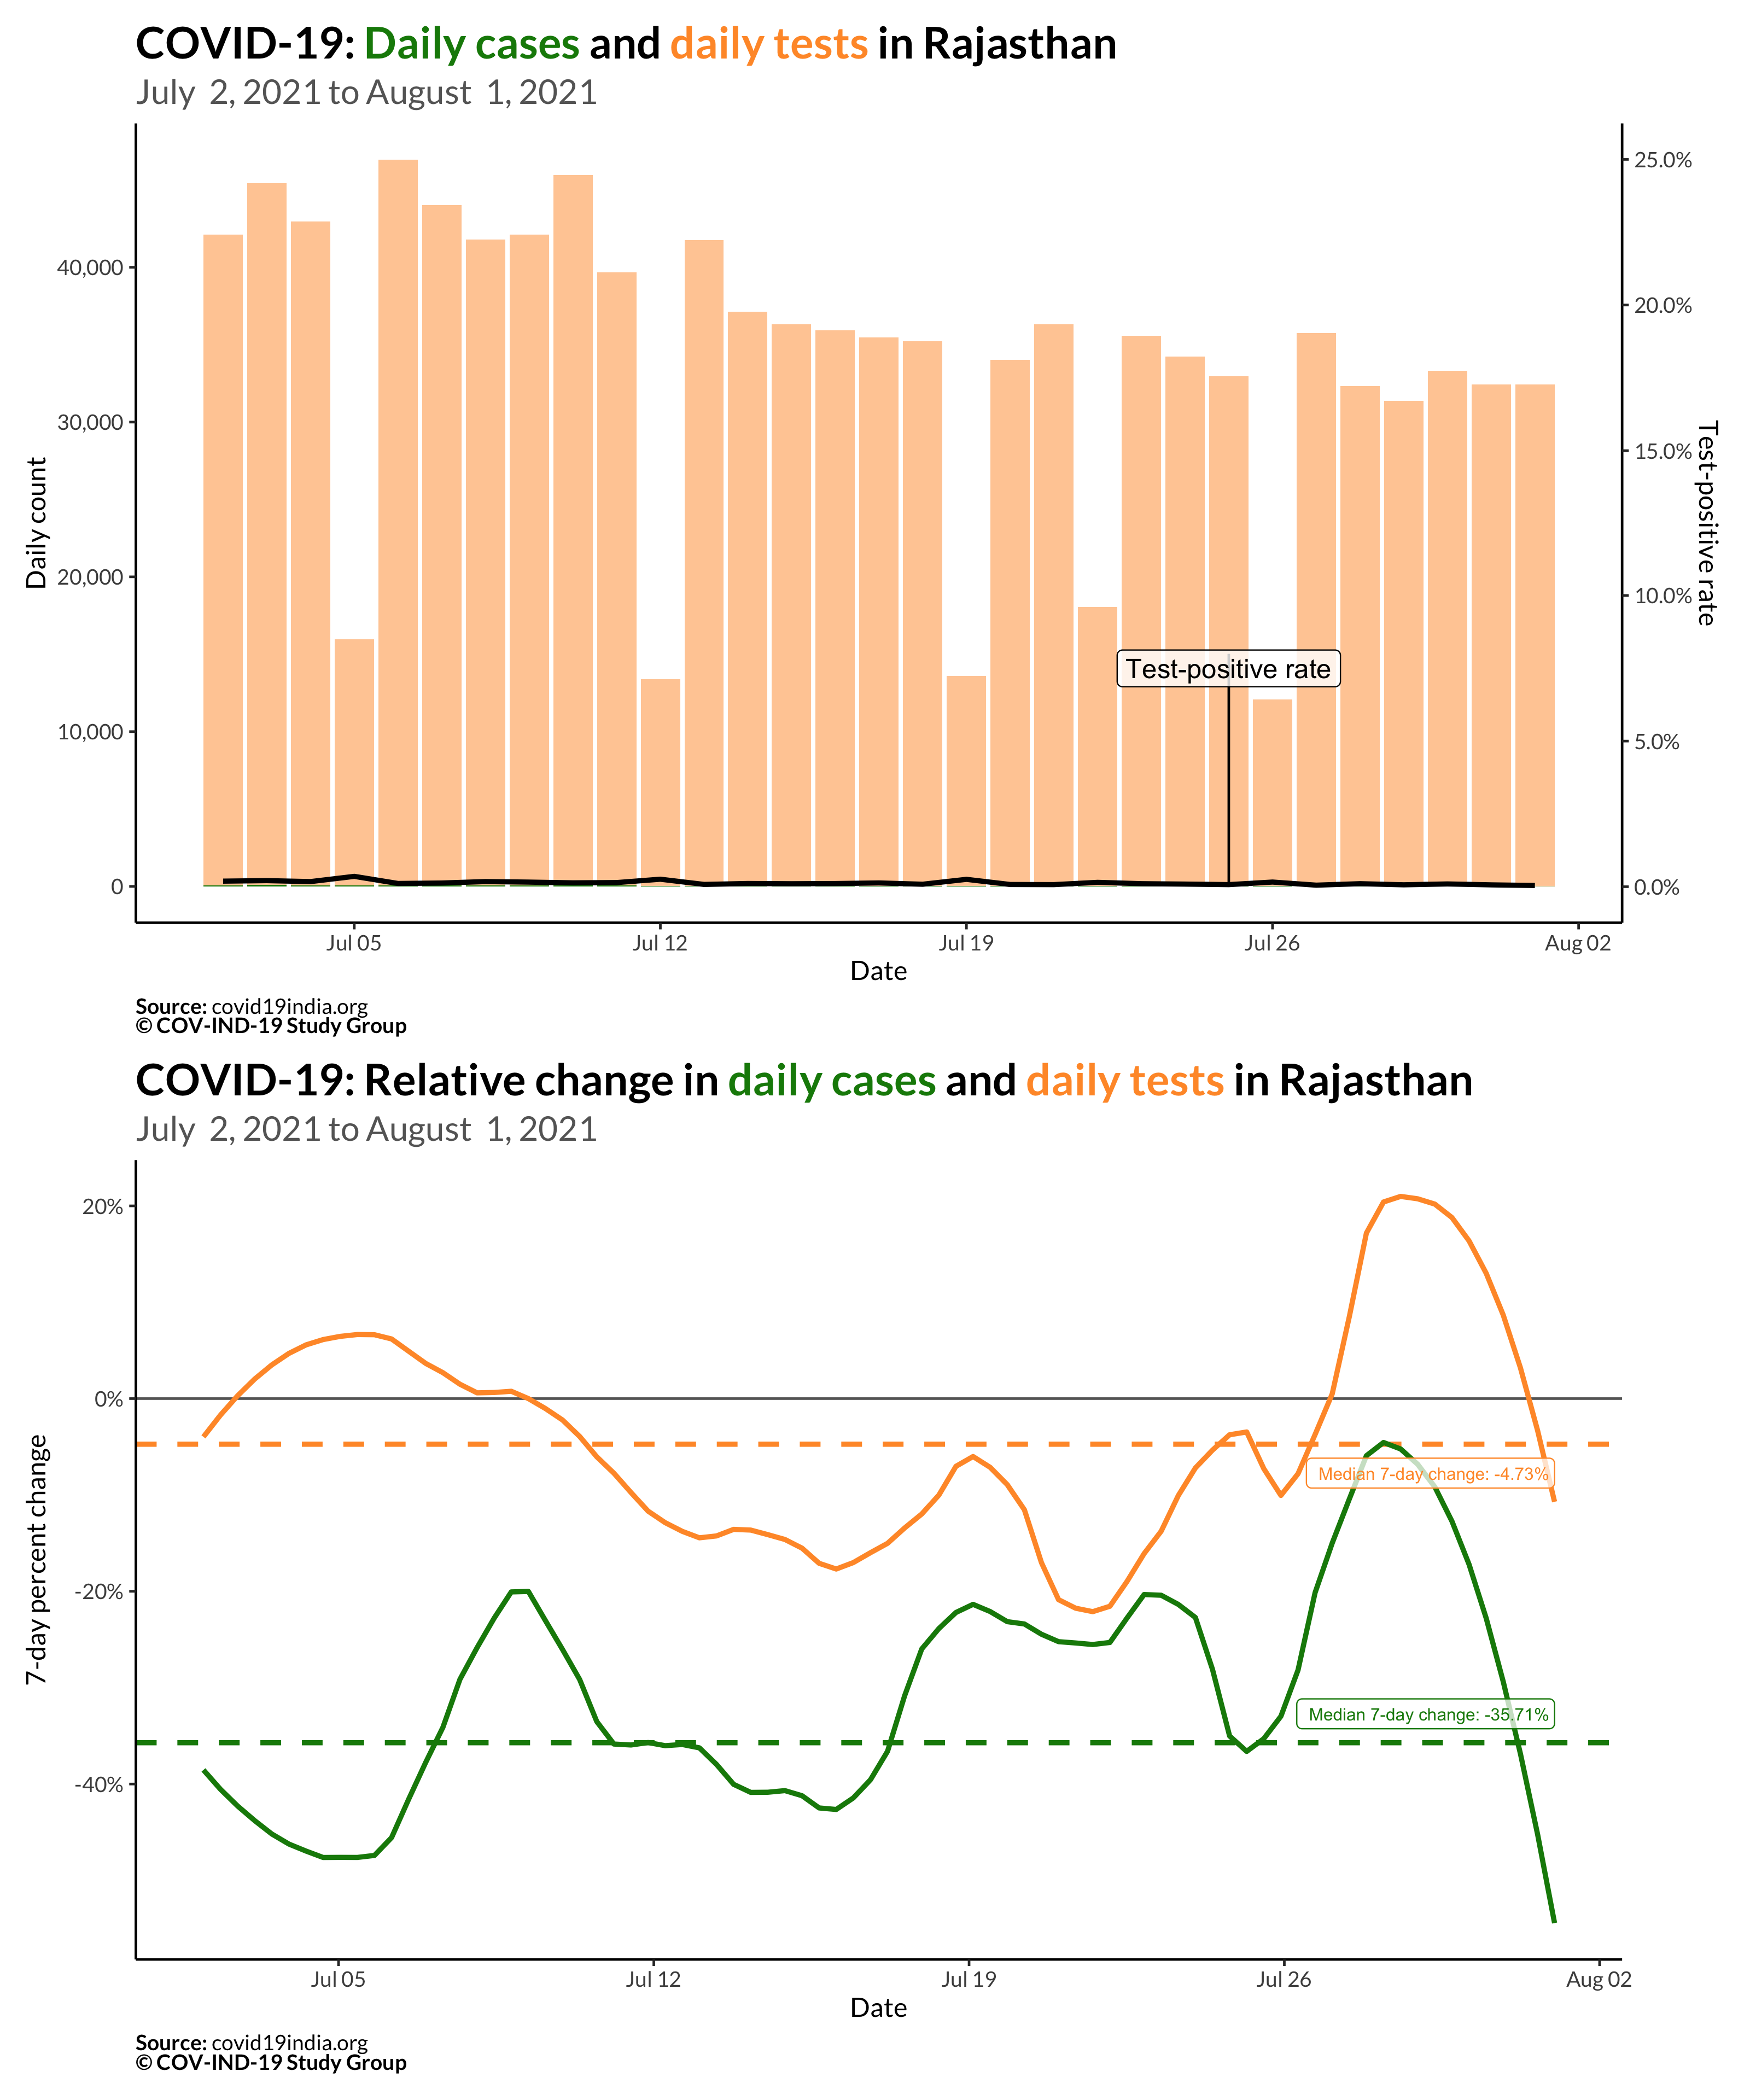 COVID-19: Daily cases and daily tests in Rajasthan
July 2, 2021 to August 1, 2021
25.0%
20.0%
15.0%
10.0%
5.0%
0.0%
Test-positive rate
40,000
30,000
20,000
10,000
0
Daily count
Test-positive rate
Jul 05
Jul 12
Jul 19
Jul 26
Aug 02
Date
Source: covid19india.org
© COV-IND-19 Study Group
COVID-19: Relative change in daily cases and daily tests in Rajasthan
July 2, 2021 to August 1, 2021
20%
0%
-20%
-40%
7-day percent change
Median 7-day change: -4.73%
Median 7-day change: -35.71%
Jul 05
Jul 12
Jul 19
Jul 26
Aug 02
Date
Source: covid19india.org
© COV-IND-19 Study Group